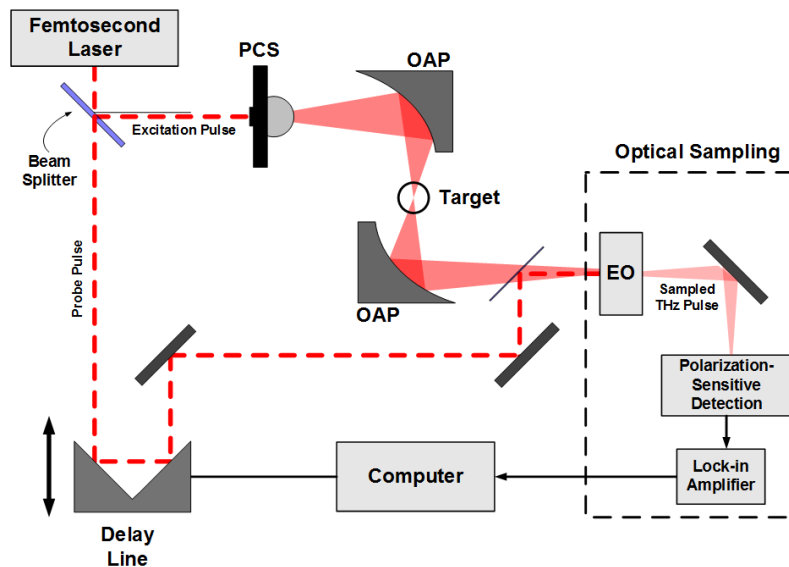 Femtosecond
Laser
PCS
OAP
Excitation Pulse
Beam
Splitter
Optical Sampling
Target
EO
Sampled
THz Pulse
Probe Pulse
OAP
Polarization-
Sensitive
Detection
Computer
Lock-in
Amplifier
Delay
Line